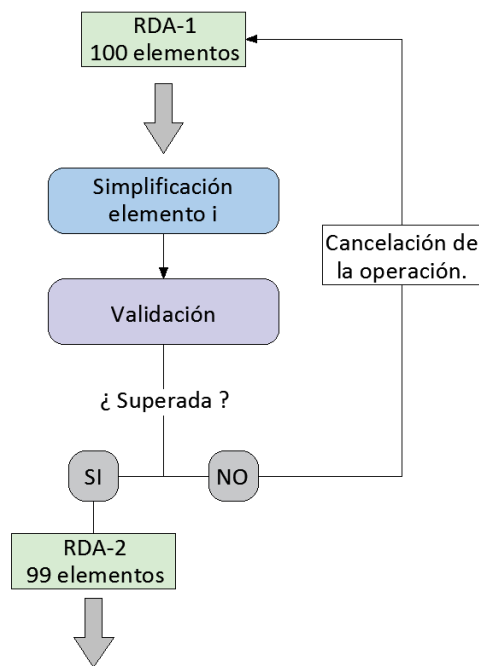 RDA-1
100 elementos
Simplificación
elemento i
Cancelación de
la operación.
Validación
¿ Superada ?
SI
NO
RDA-2
99 elementos